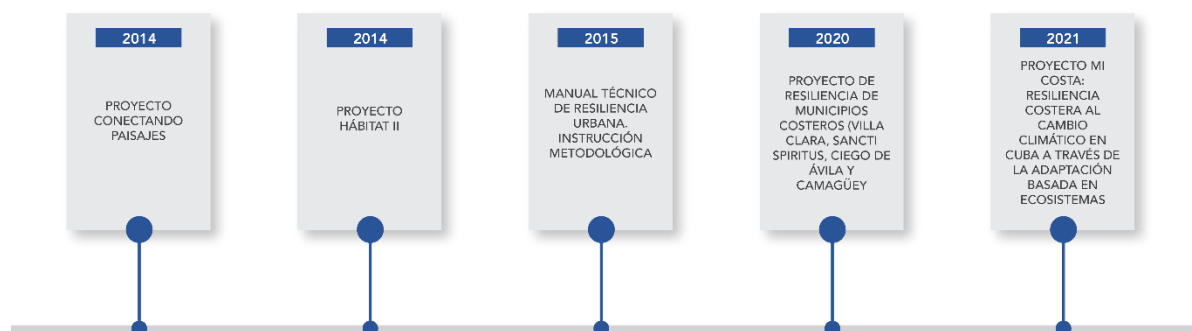 2014
PROYECTO
CONECTANDO
PAISAJES
2014
PROYECTO
HÁBITAT II
2015
MANUAL TÉCNICO
DE RESILIENCIA
URBANA.
INSTRUCCIÓN
METODOLÓGICA
2020
PROYECTO DE
RESILIENCIA DE
MUNICIPIOS
COSTEROS (VILLA
CLARA, SANCTI
SPIRITUS, CIEGO DE
ÁVILA Y
CAMAGÜEY
2021
PROYECTO MI
COSTA:
RESILIENCIA
COSTERA AL
CAMBIO
CLIMÁTICO EN
CUBA A TRAVÉS DE
LA ADAPTACIÓN
BASADA EN
ECOSISTEMAS